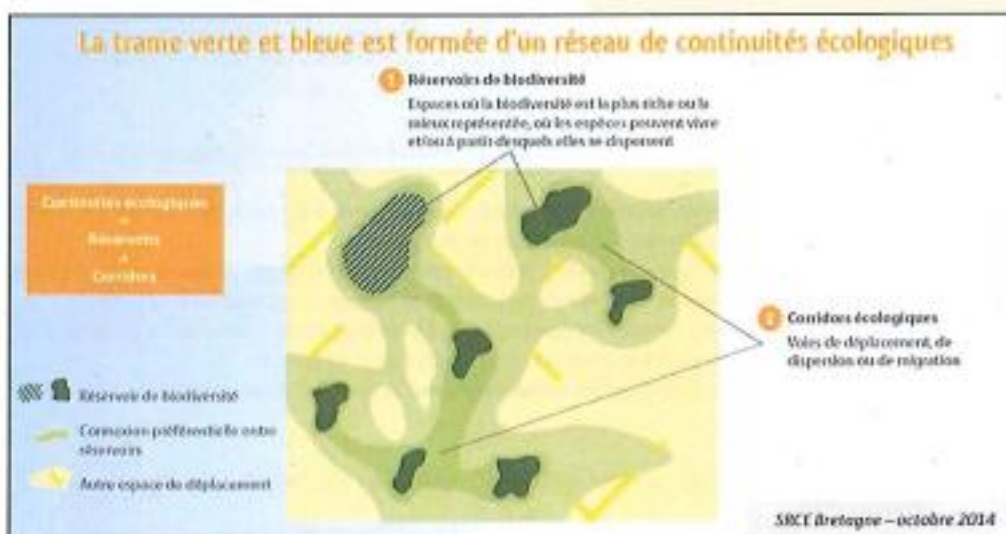 La trame verte et bleue est formée d'un réseau de continuités écologiques
1 Réservoirs de biodiversité
Espaces où la biodiversité est la plus riche ou la
mieux représentée, où les espèces peuvent vivre
et/ou à partir desquels elles se dispersent
Continuités écologiques
=
Réservoirs
+
Corridors
2 Corridors écologiques
Voies de déplacement, de
dispersion ou de migration
Réservoir de biodiversité
Connexion préférentielle entre
réservoirs
Autre espace de déplacement
SRCE Bretagne – octobre 2014